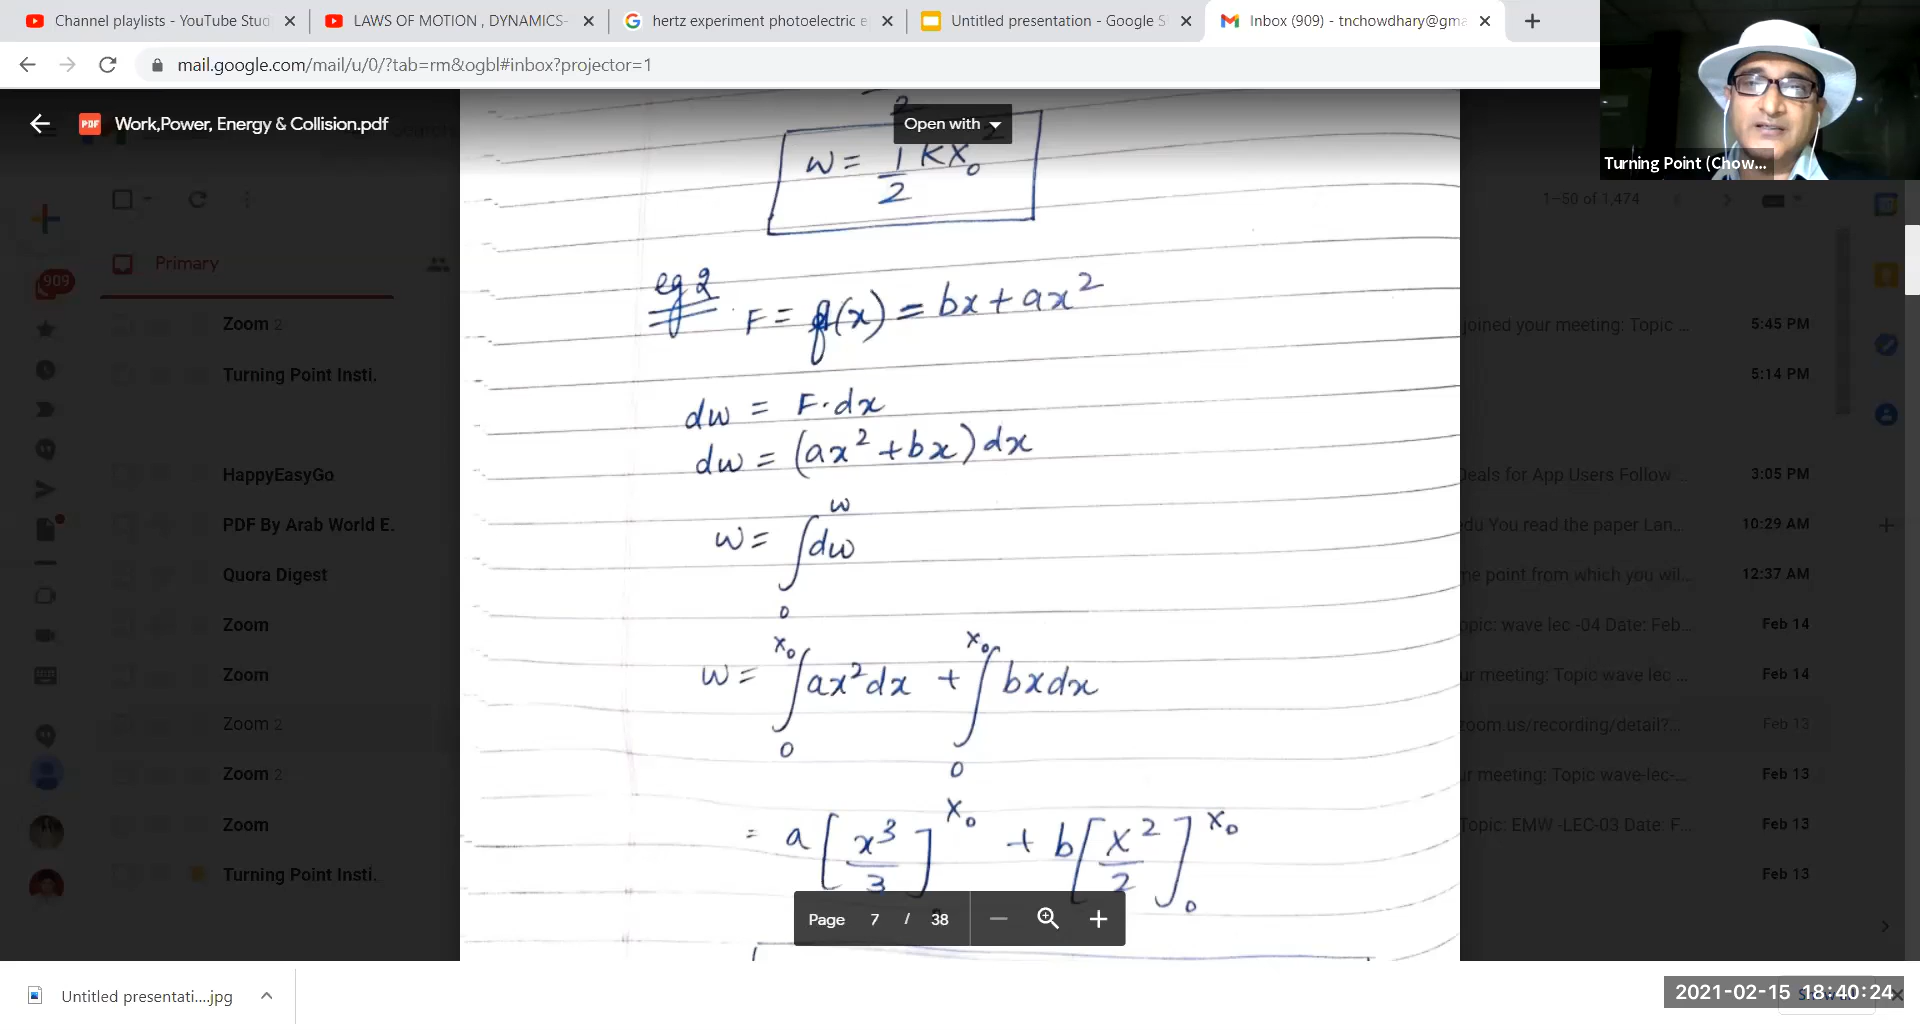 Channel playlists - YouTube Stud
LAWS OF MOTION , DYNAMICS-
hertz experiment photoelectric e
Untitled presentation - Google S
Inbox (909) - tnchowdhary@gma
mail.google.com/mail/u/0/?tab=rm&ogbl#inbox?projector=1
Turning Point (Chow...
PDF Work,Power, Energy & Collision.pdf
Open with
W = 1/2 KX₀²
1–50 of 1,474
Primary
909
eg 2
F = f(x) = bx + ax²
Zoom 2
joined your meeting: Topic ...
5:45 PM
Turning Point Insti.
5:14 PM
dw = F·dx
dw = (ax² + bx) dx
HappyEasyGo
Deals for App Users Follow
3:05 PM
PDF By Arab World E.
edu You read the paper Lan...
10:29 AM
w = ∫₀ʷ dw
Quora Digest
me point from which you wil...
12:37 AM
Zoom
opic: wave lec -04 Date: Feb...
Feb 14
w = ∫₀^x₀ ax²dx + ∫₀^x₀ bxdx
Zoom
ur meeting: Topic wave lec
Feb 14
Zoom 2
zoom.us/recording/detail?...
Feb 13
Zoom 2
ur meeting: Topic wave-lec-...
Feb 13
Zoom
Topic: EMW -LEC-03 Date: F...
Feb 13
= a[x³/3]^x₀ + b[x²/2]₀^x₀
Turning Point Insti.
Feb 13
Page 7 / 38
Untitled presentati....jpg
2021-02-15 18:40:24